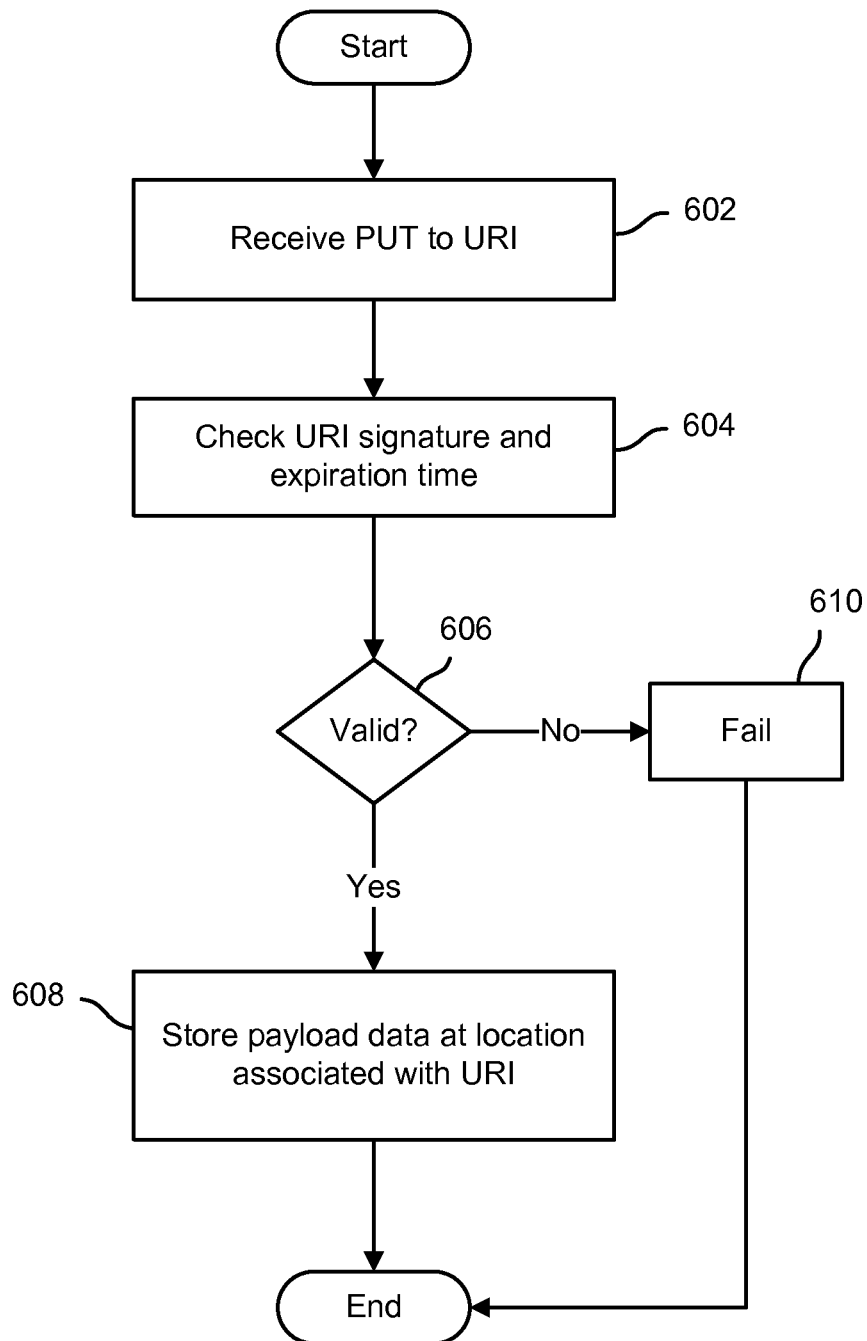 Start
Receive PUT to URI
602
Check URI signature and
expiration time
604
606
610
Valid?
No
Fail
Yes
608
Store payload data at location
associated with URI
End